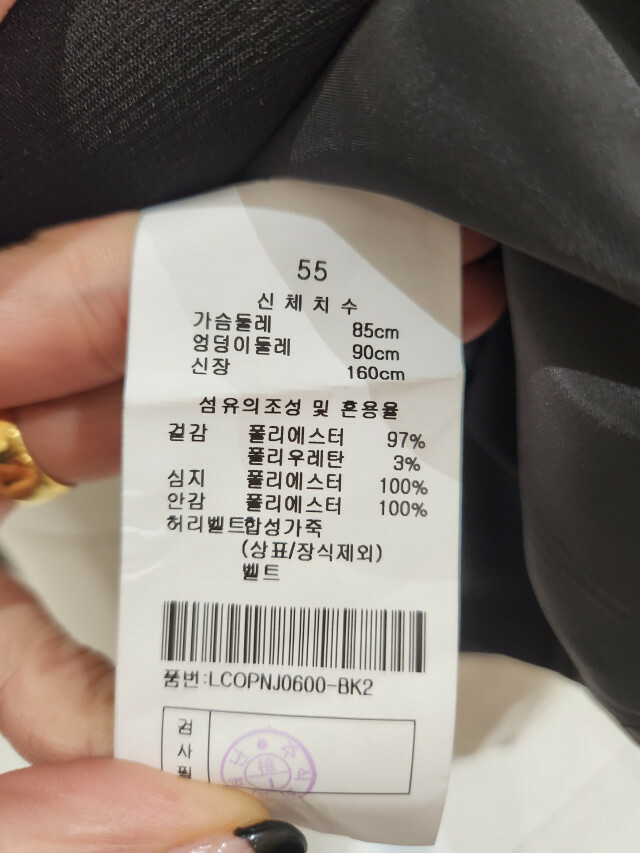 55
신체치수
가슴둘레 85cm
엉덩이둘레 90cm
신장 160cm
섬유의조성 및 혼용율
겉감 폴리에스터 97%
폴리우레탄 3%
심지 폴리에스터 100%
안감 폴리에스터 100%
허리벨트합성가죽
(상표/장식제외)
벨트
품번:LCOPNJ0600-BK2
검
사
필